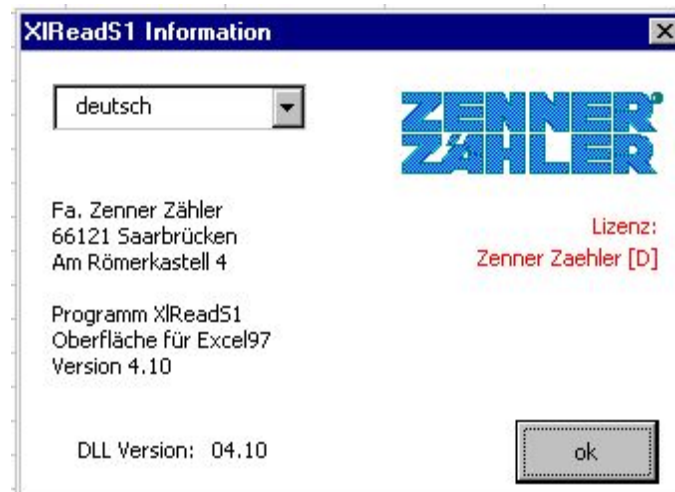 XlReadS1 Information
deutsch
ZENNER
ZÄHLER
Fa. Zenner Zähler
66121 Saarbrücken
Am Römerkastell 4
Lizenz:
Zenner Zaehler [D]
Programm XlReadS1
Oberfläche für Excel97
Version 4.10
DLL Version: 04.10
ok